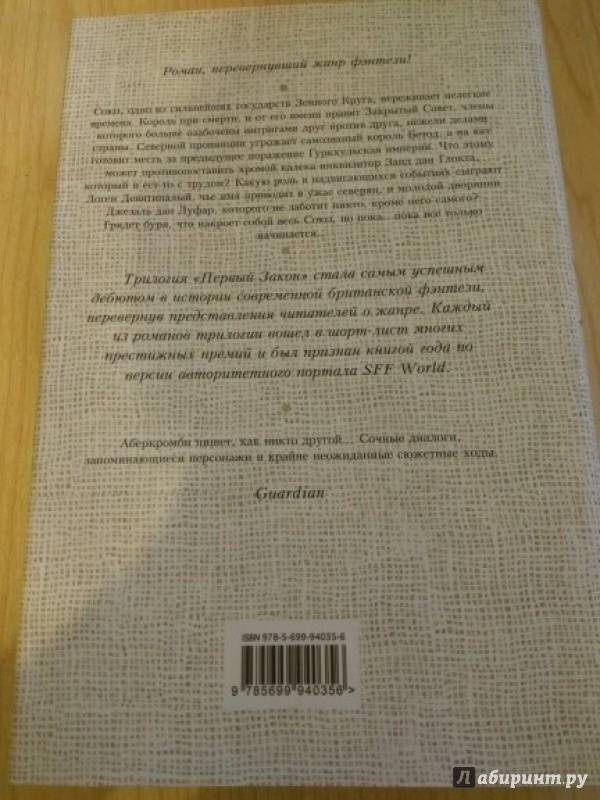 Роман, перевернувший жанр фэнтези!
Союз, одно из сильнейших государств Земного Круга, переживает нелегкие
времена. Король при смерти, и от его имени правит Закрытый Совет, члены
которого больше озабочены интригами друг против друга, нежели делами
страны. Северной провинции угрожает самозваный король Бетод, а на юге
готовит месть за предыдущее поражение Гуркхульская империя. Что этому
может противопоставить хромой калека инквизитор Занд дан Глокта,
который и ест-то с трудом? Какую роль в надвигающихся событиях сыграют
Логен Девятипалый, чье имя приводит в ужас северян, и молодой дворянин
Джезаль дан Луфар, которого не заботит никто, кроме него самого?
Грядет буря, что накроет собой весь Союз, но пока... пока все только
начинается...
Трилогия «Первый Закон» стала самым успешным
дебютом в истории современной британской фэнтези,
перевернув представления читателей о жанре. Каждый
из романов трилогии вошел в шорт-лист многих
престижных премий и был признан книгой года по
версии авторитетного портала SFF World.
Аберкромби пишет, как никто другой... Сочные диалоги,
запоминающиеся персонажи и крайне неожиданные сюжетные ходы.
Guardian
ISBN 978-5-699-94035-6
9 785699 940356 >
лабиринт.ру